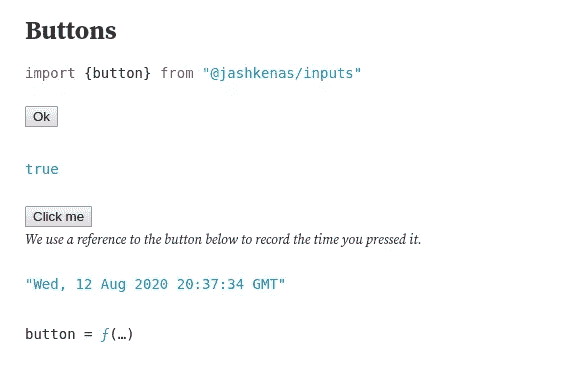 Buttons
import {button} from "@jashkenas/inputs"
Ok
true
Click me
We use a reference to the button below to record the time you pressed it.
"Wed, 12 Aug 2020 20:37:34 GMT"
button = ƒ(…)